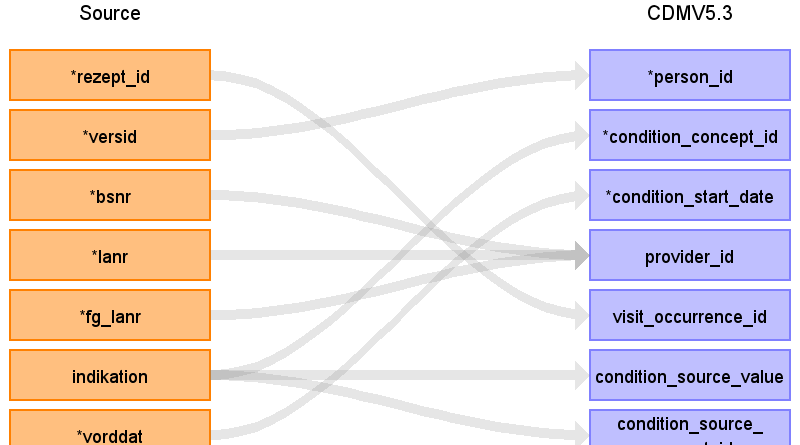 Source
CDMV5.3
*rezept_id
*person_id
*versid
*condition_concept_id
*bsnr
*condition_start_date
*lanr
provider_id
*fg_lanr
visit_occurrence_id
indikation
condition_source_value
*vorddat
condition_source_